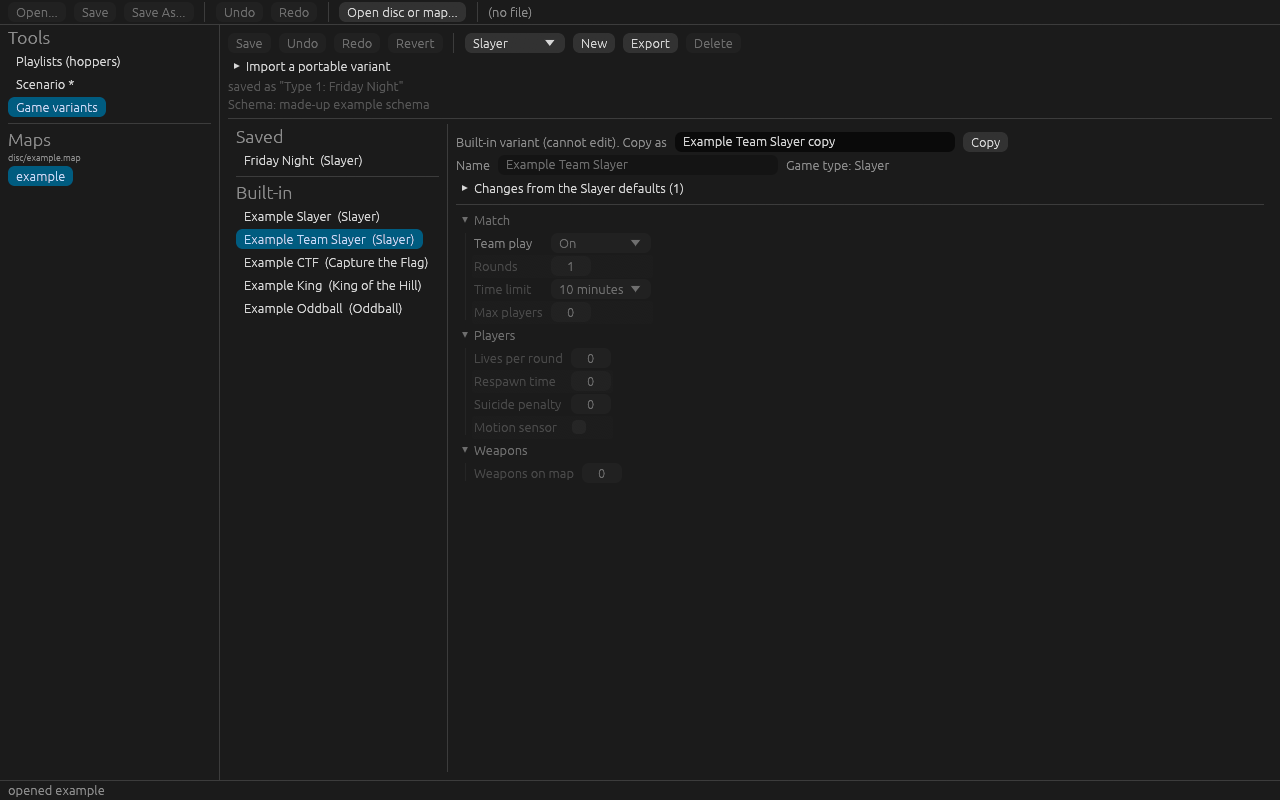 Open... Save Save As... Undo Redo Open disc or map... (no file)
Tools
Playlists (hoppers)
Scenario *
Game variants
Maps
disc/example.map
example
Save Undo Redo Revert Slayer New Export Delete
Import a portable variant
saved as "Type 1: Friday Night"
Schema: made-up example schema
Saved
Friday Night (Slayer)
Built-in
Example Slayer (Slayer)
Example Team Slayer (Slayer)
Example CTF (Capture the Flag)
Example King (King of the Hill)
Example Oddball (Oddball)
Built-in variant (cannot edit). Copy as Example Team Slayer copy Copy
Name Example Team Slayer Game type: Slayer
Changes from the Slayer defaults (1)
Match
Team play On
Rounds 1
Time limit 10 minutes
Max players 0
Players
Lives per round 0
Respawn time 0
Suicide penalty 0
Motion sensor
Weapons
Weapons on map 0
opened example